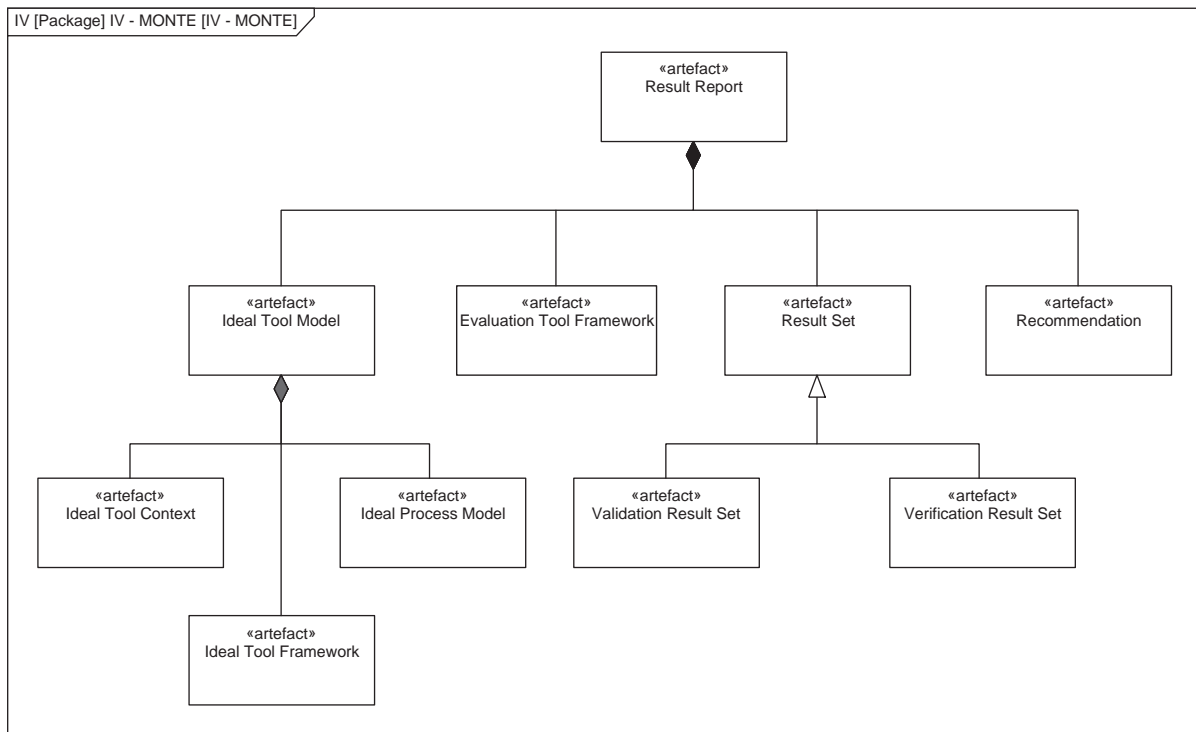 IV [Package] IV - MONTE [IV - MONTE]
«artefact»
Result Report
«artefact»
Ideal Tool Model
«artefact»
Evaluation Tool Framework
«artefact»
Result Set
«artefact»
Recommendation
«artefact»
Ideal Tool Context
«artefact»
Ideal Process Model
«artefact»
Validation Result Set
«artefact»
Verification Result Set
«artefact»
Ideal Tool Framework